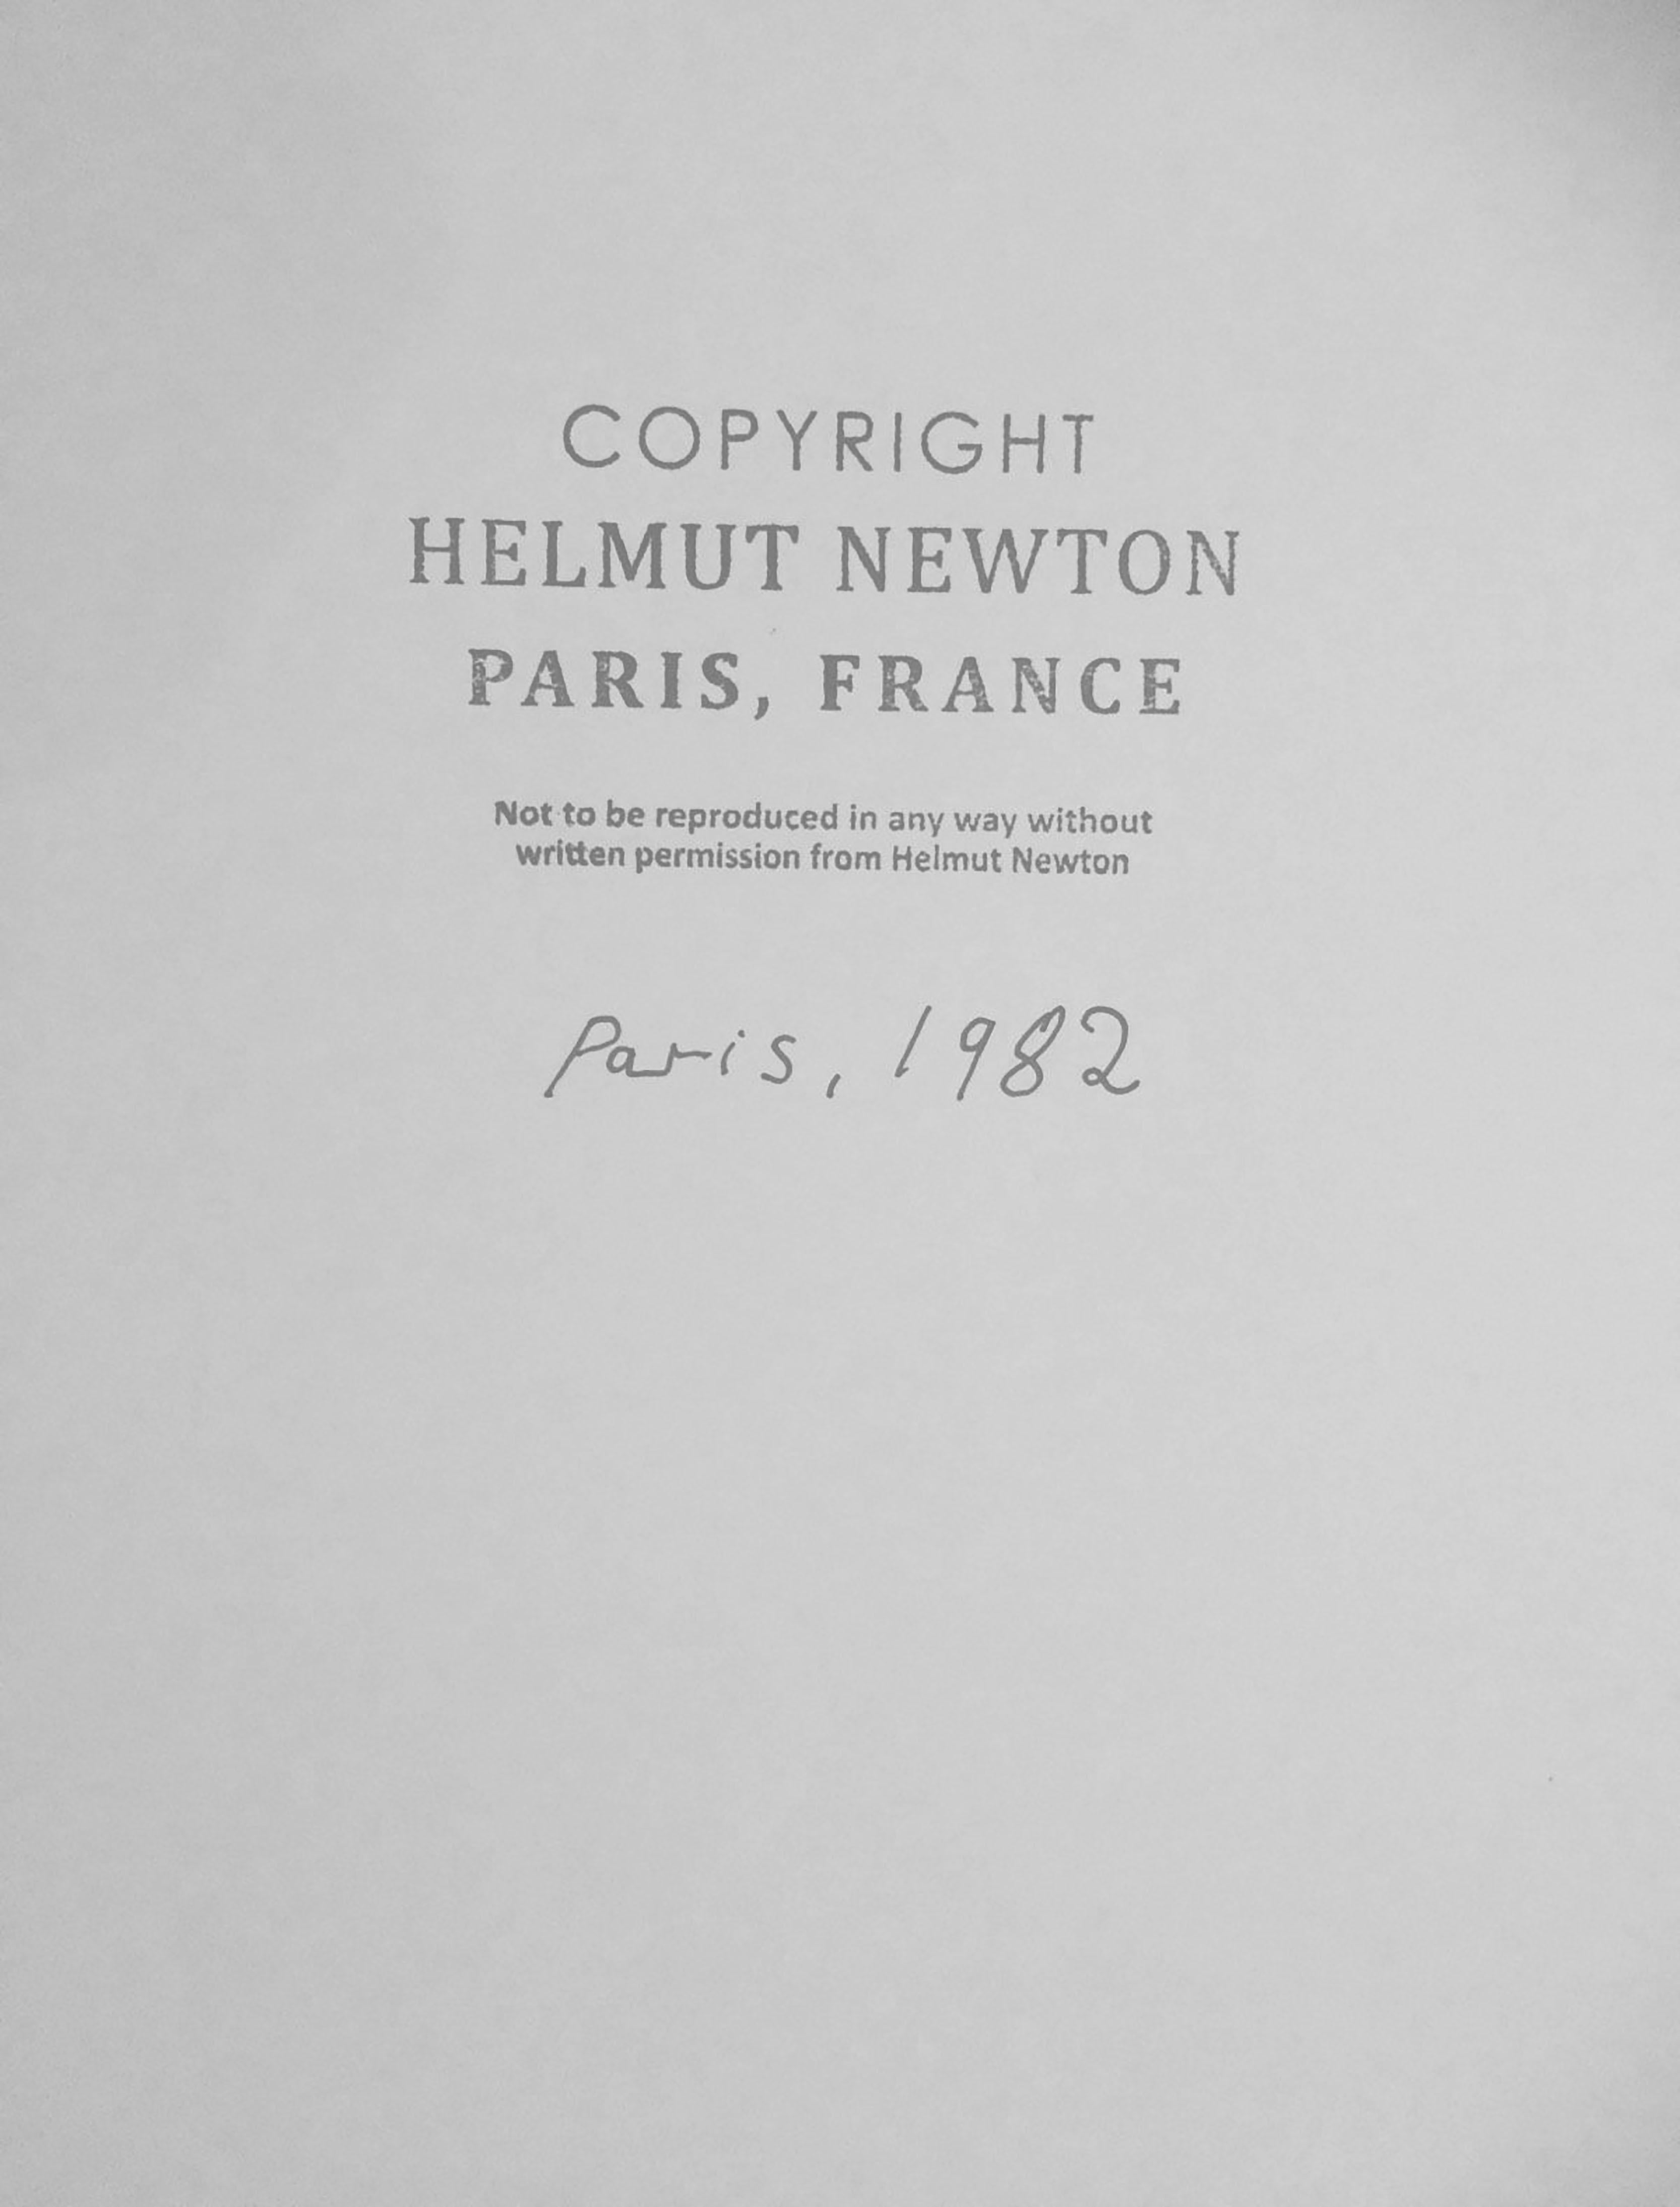 COPYRIGHT
HELMUT NEWTON
PARIS, FRANCE
Not to be reproduced in any way without
written permission from Helmut Newton
Paris, 1982